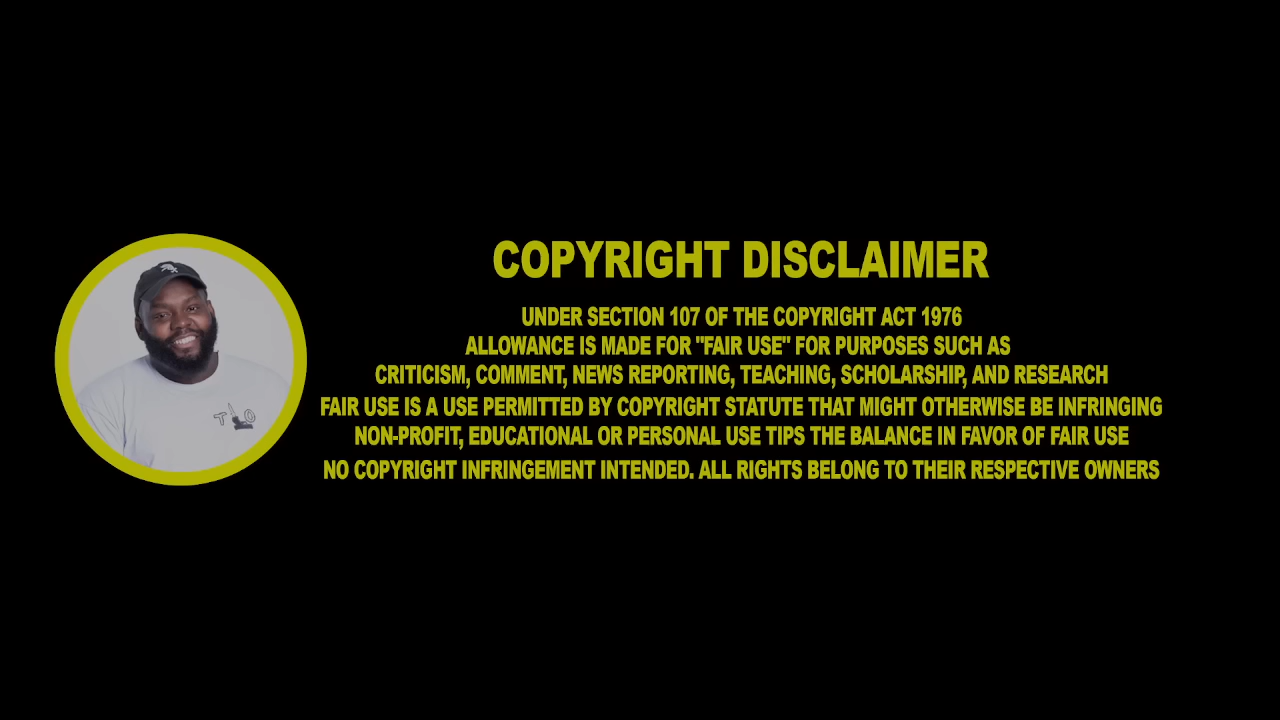 COPYRIGHT DISCLAIMER
UNDER SECTION 107 OF THE COPYRIGHT ACT 1976
ALLOWANCE IS MADE FOR "FAIR USE" FOR PURPOSES SUCH AS
CRITICISM, COMMENT, NEWS REPORTING, TEACHING, SCHOLARSHIP, AND RESEARCH
FAIR USE IS A USE PERMITTED BY COPYRIGHT STATUTE THAT MIGHT OTHERWISE BE INFRINGING
NON-PROFIT, EDUCATIONAL OR PERSONAL USE TIPS THE BALANCE IN FAVOR OF FAIR USE
NO COPYRIGHT INFRINGEMENT INTENDED. ALL RIGHTS BELONG TO THEIR RESPECTIVE OWNERS